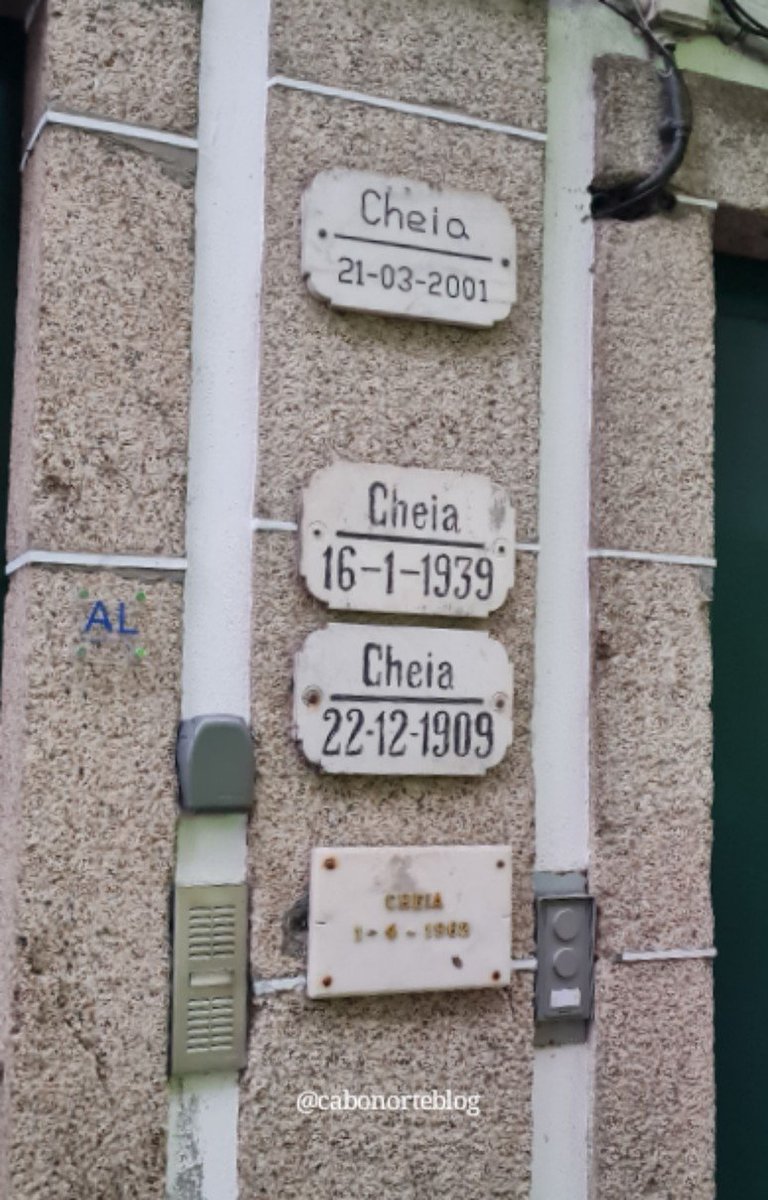 Cheia
21-03-2001
Cheia
16-1-1939
AL
Cheia
22-12-1909
CHEIA
@cabonorteblog